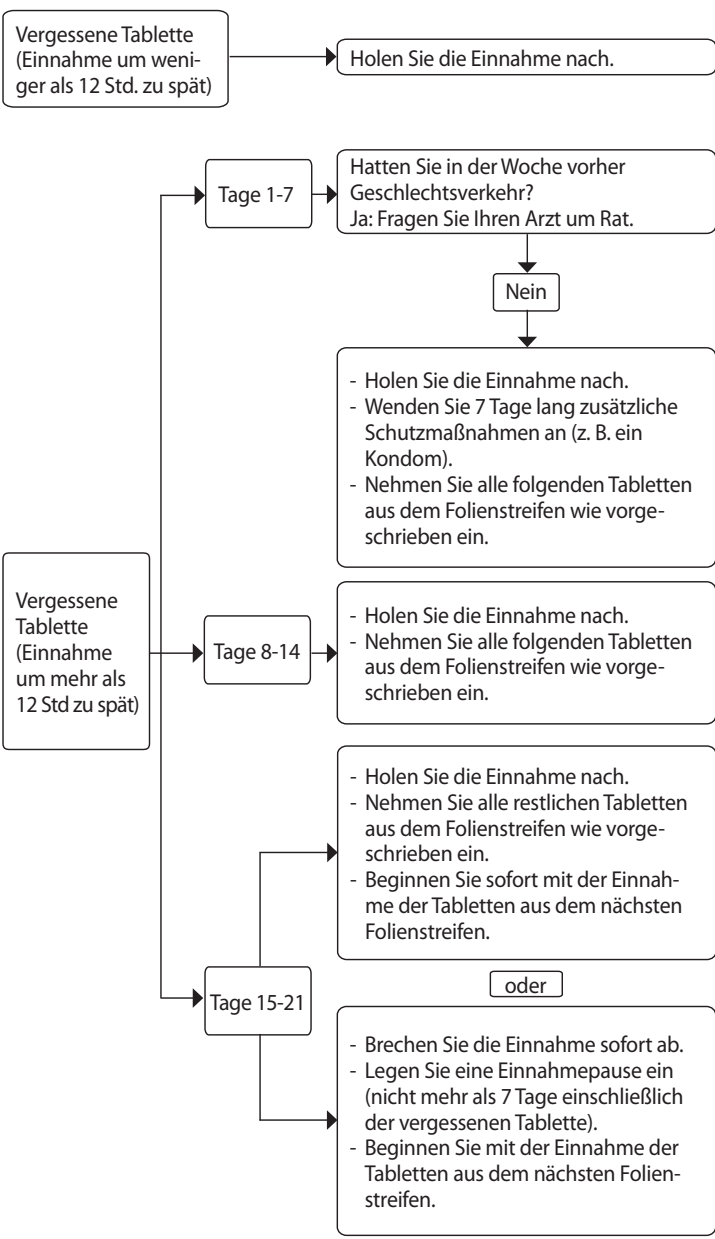 Vergessene Tablette
(Einnahme um weni-
ger als 12 Std. zu spät)
Holen Sie die Einnahme nach.
Vergessene
Tablette
(Einnahme
um mehr als
12 Std zu spät)
Tage 1-7
Hatten Sie in der Woche vorher
Geschlechtsverkehr?
Ja: Fragen Sie Ihren Arzt um Rat.
Nein
- Holen Sie die Einnahme nach.
- Wenden Sie 7 Tage lang zusätzliche
Schutzmaßnahmen an (z. B. ein
Kondom).
- Nehmen Sie alle folgenden Tabletten
aus dem Folienstreifen wie vorge-
schrieben ein.
Tage 8-14
- Holen Sie die Einnahme nach.
- Nehmen Sie alle folgenden Tabletten
aus dem Folienstreifen wie vorge-
schrieben ein.
Tage 15-21
- Holen Sie die Einnahme nach.
- Nehmen Sie alle restlichen Tabletten
aus dem Folienstreifen wie vorge-
schrieben ein.
- Beginnen Sie sofort mit der Einnah-
me der Tabletten aus dem nächsten
Folienstreifen.
oder
- Brechen Sie die Einnahme sofort ab.
- Legen Sie eine Einnahmepause ein
(nicht mehr als 7 Tage einschließlich
der vergessenen Tablette).
- Beginnen Sie mit der Einnahme der
Tabletten aus dem nächsten Folien-
streifen.